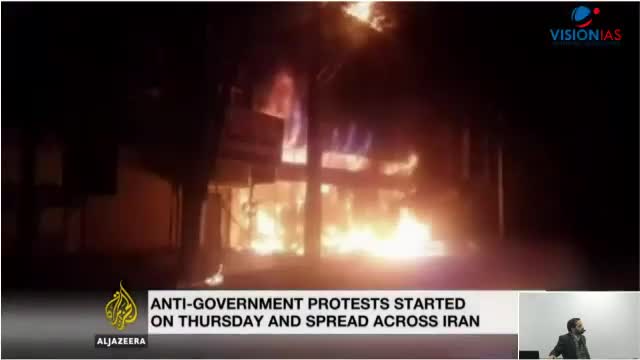 VISIONIAS
ANTI-GOVERNMENT PROTESTS STARTED
ON THURSDAY AND SPREAD ACROSS IRAN
ALJAZEERA